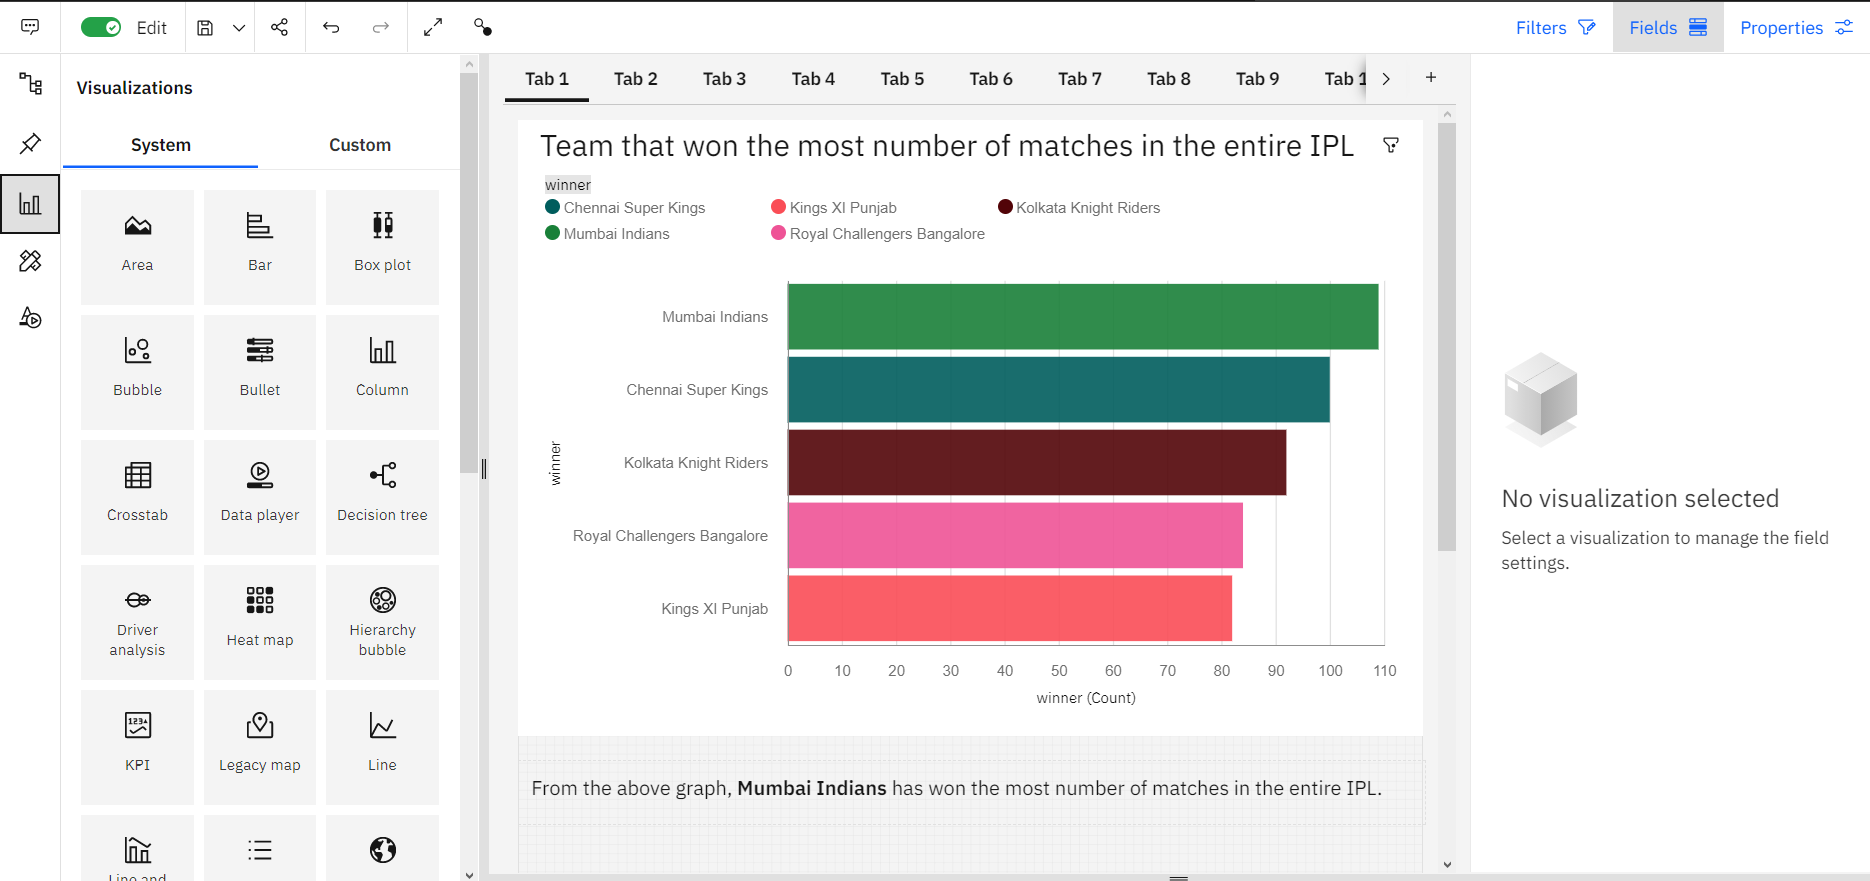 Edit
Filters
Fields
Properties
Visualizations
System
Custom
Area
Bar
Box plot
Bubble
Bullet
Column
Crosstab
Data player
Decision tree
Driver
analysis
Heat map
Hierarchy
bubble
KPI
Legacy map
Line
Line and
Tab 1
Tab 2
Tab 3
Tab 4
Tab 5
Tab 6
Tab 7
Tab 8
Tab 9
Tab 1
Team that won the most number of matches in the entire IPL
winner
Chennai Super Kings
Kings XI Punjab
Kolkata Knight Riders
Mumbai Indians
Royal Challengers Bangalore
Mumbai Indians
Chennai Super Kings
Kolkata Knight Riders
Royal Challengers Bangalore
Kings XI Punjab
winner
0 10 20 30 40 50 60 70 80 90 100 110
winner (Count)
From the above graph, Mumbai Indians has won the most number of matches in the entire IPL.
No visualization selected
Select a visualization to manage the field
settings.